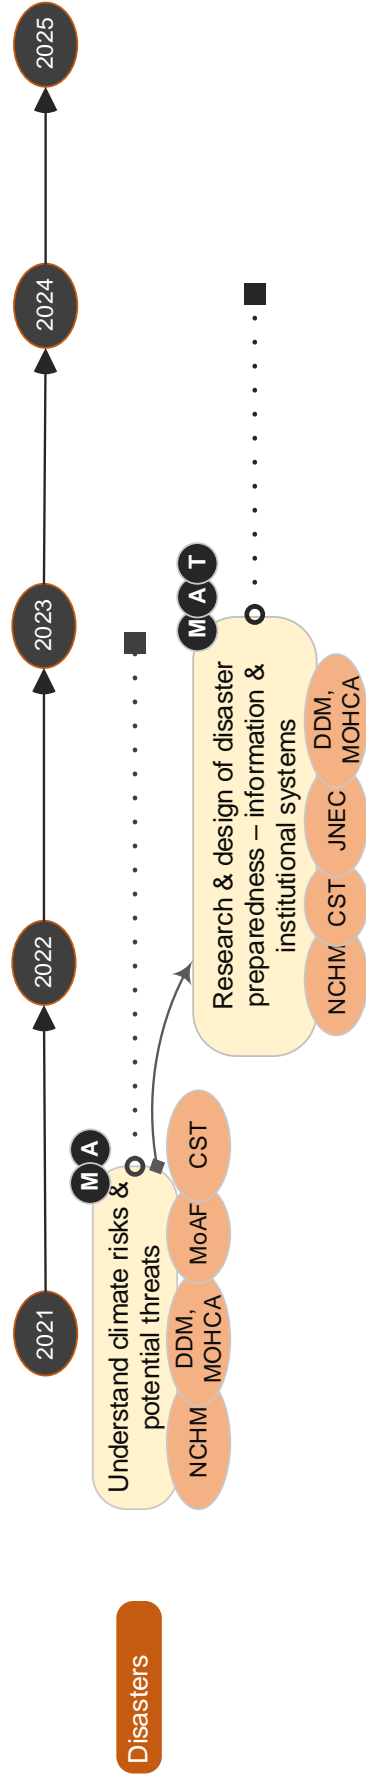 2021
2022
2023
2024
2025
Disasters
M A
Understand climate risks &
potential threats
NCHM
DDM,
MOHCA
MoAF
CST
M A T
Research & design of disaster
preparedness – information &
institutional systems
NCHM
CST
JNEC
DDM,
MOHCA